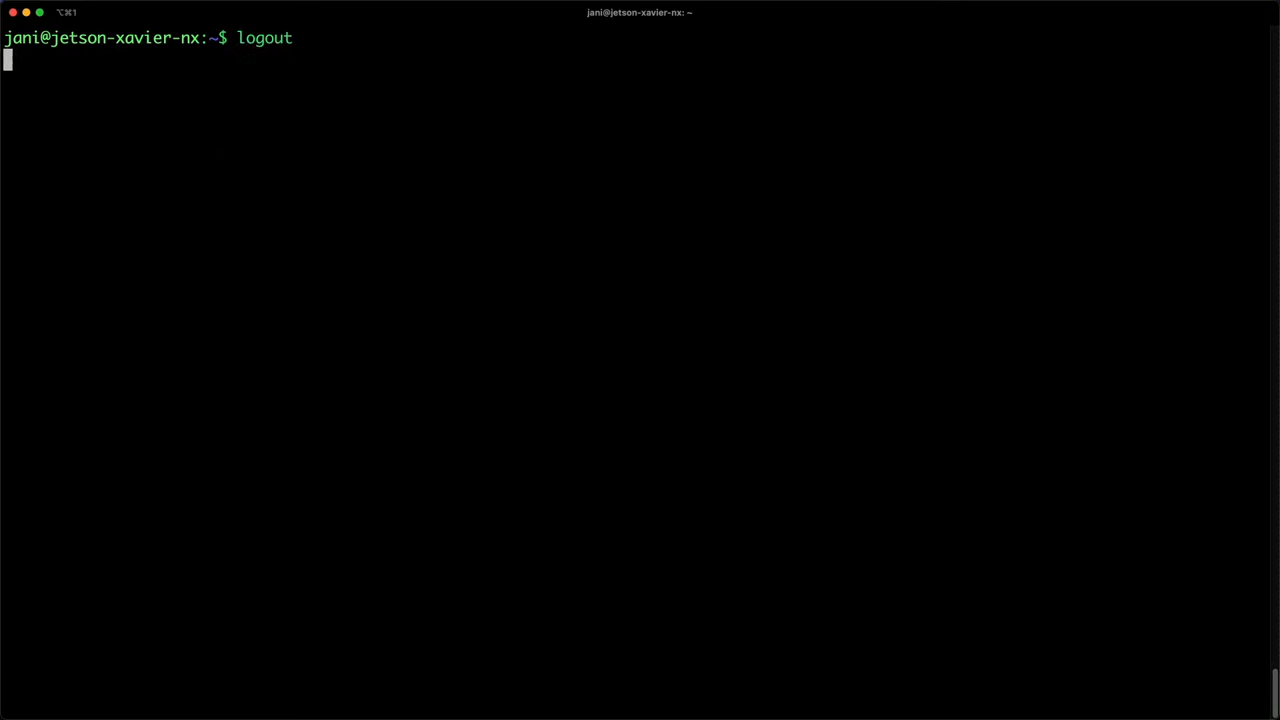 ⌥⌘1
jani@jetson-xavier-nx: ~
jani@jetson-xavier-nx:~$ logout